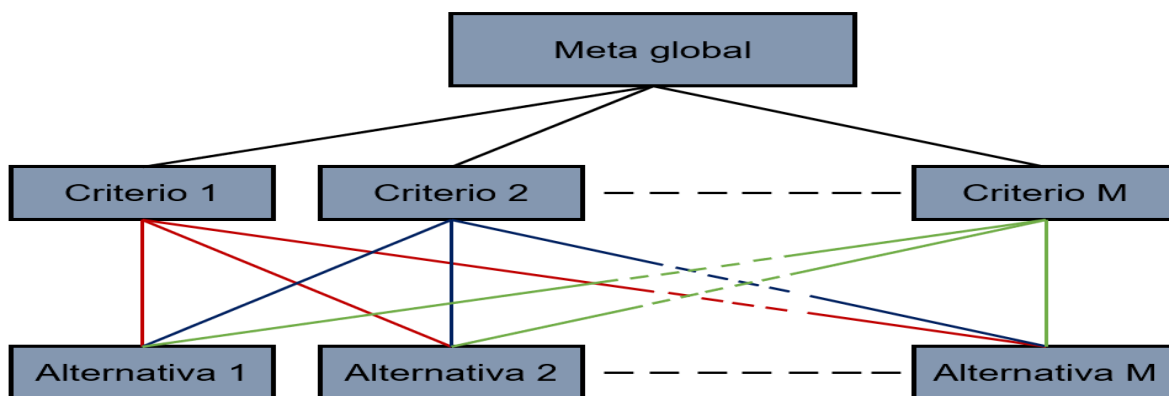 Meta global
Criterio 1
Criterio 2
Criterio M
Alternativa 1
Alternativa 2
Alternativa M